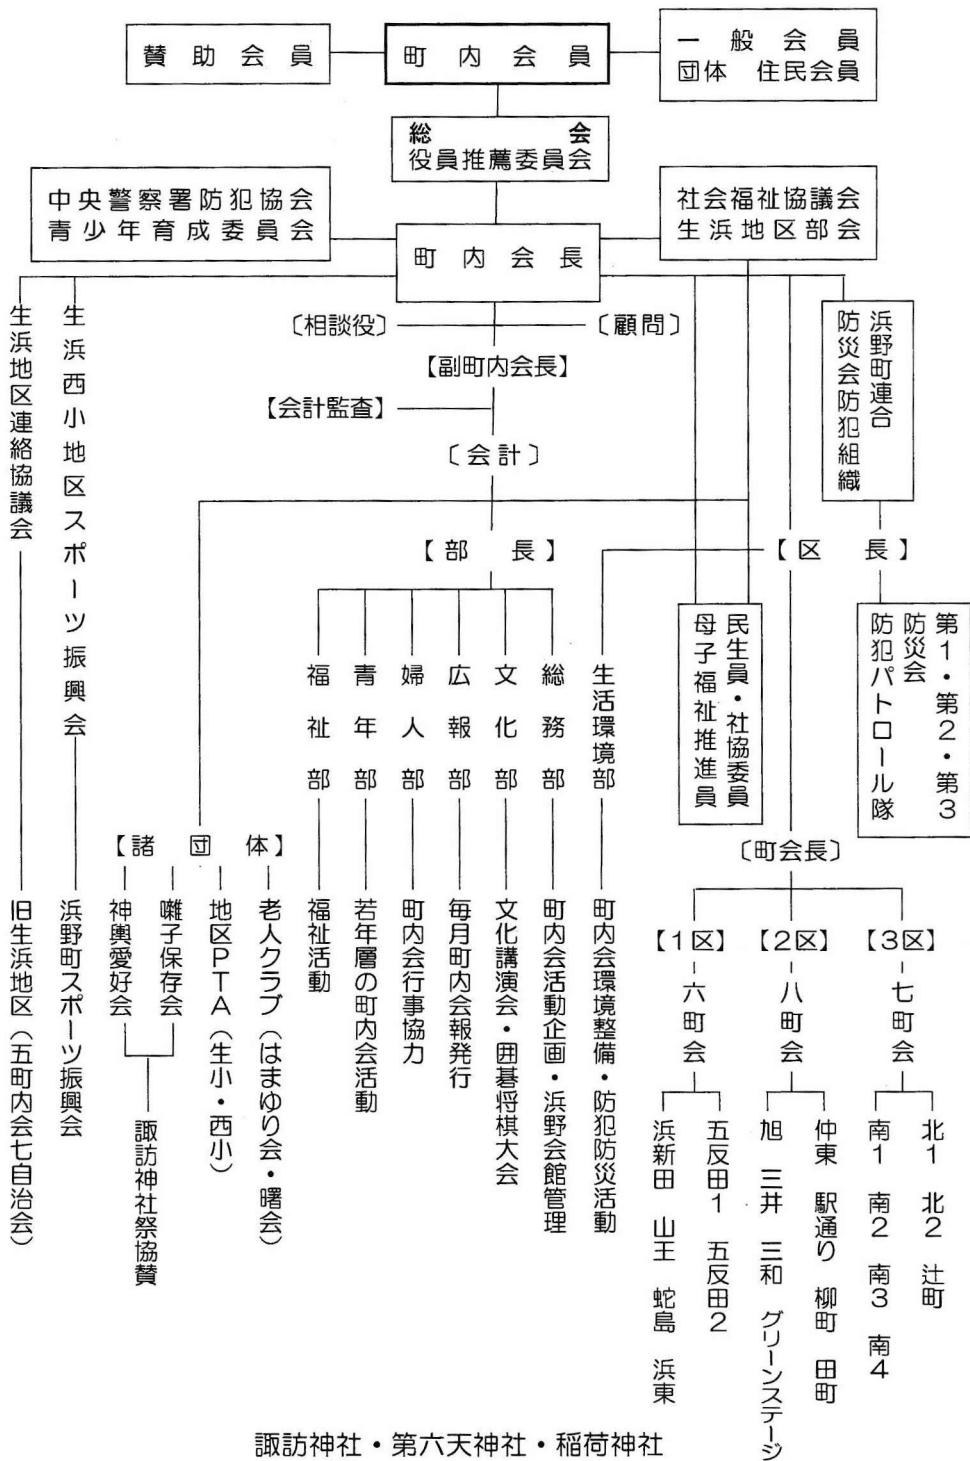 賛助会員
町内会員
一般会員
団体 住民会員
総会
役員推薦委員会
中央警察署防犯協会
青少年育成委員会
社会福祉協議会
生浜地区部会
町内会長
〔相談役〕
〔顧問〕
【副町内会長】
【会計監査】
〔会計〕
浜野町連合
防災会防犯組織
生浜地区連絡協議会
生浜西小地区スポーツ振興会
【部長】
【区長】
福祉部
青年部
婦人部
広報部
文化部
総務部
生活環境部
民生員・社協委員
母子福祉推進員
第1・第2・第3
防災会
防犯パトロール隊
【諸団体】
〔町会長〕
旧生浜地区(五町内会七自治会)
浜野町スポーツ振興会
神輿愛好会
囃子保存会
地区PTA(生小・西小)
老人クラブ(はまゆり会・曙会)
諏訪神社祭協賛
福祉活動
若年層の町内会活動
町内会行事協力
毎月町内会報発行
文化講演会・囲碁将棋大会
町内会活動企画・浜野会館管理
町内会環境整備・防犯防災活動
【1区】
六町会
五反田1 五反田2
浜新田 山王 蛇島 浜東
【2区】
八町会
仲東 駅通り 柳町 田町
旭 三井 三和 グリーンステージ
【3区】
七町会
北1 北2 辻町
南1 南2 南3 南4
諏訪神社・第六天神社・稲荷神社